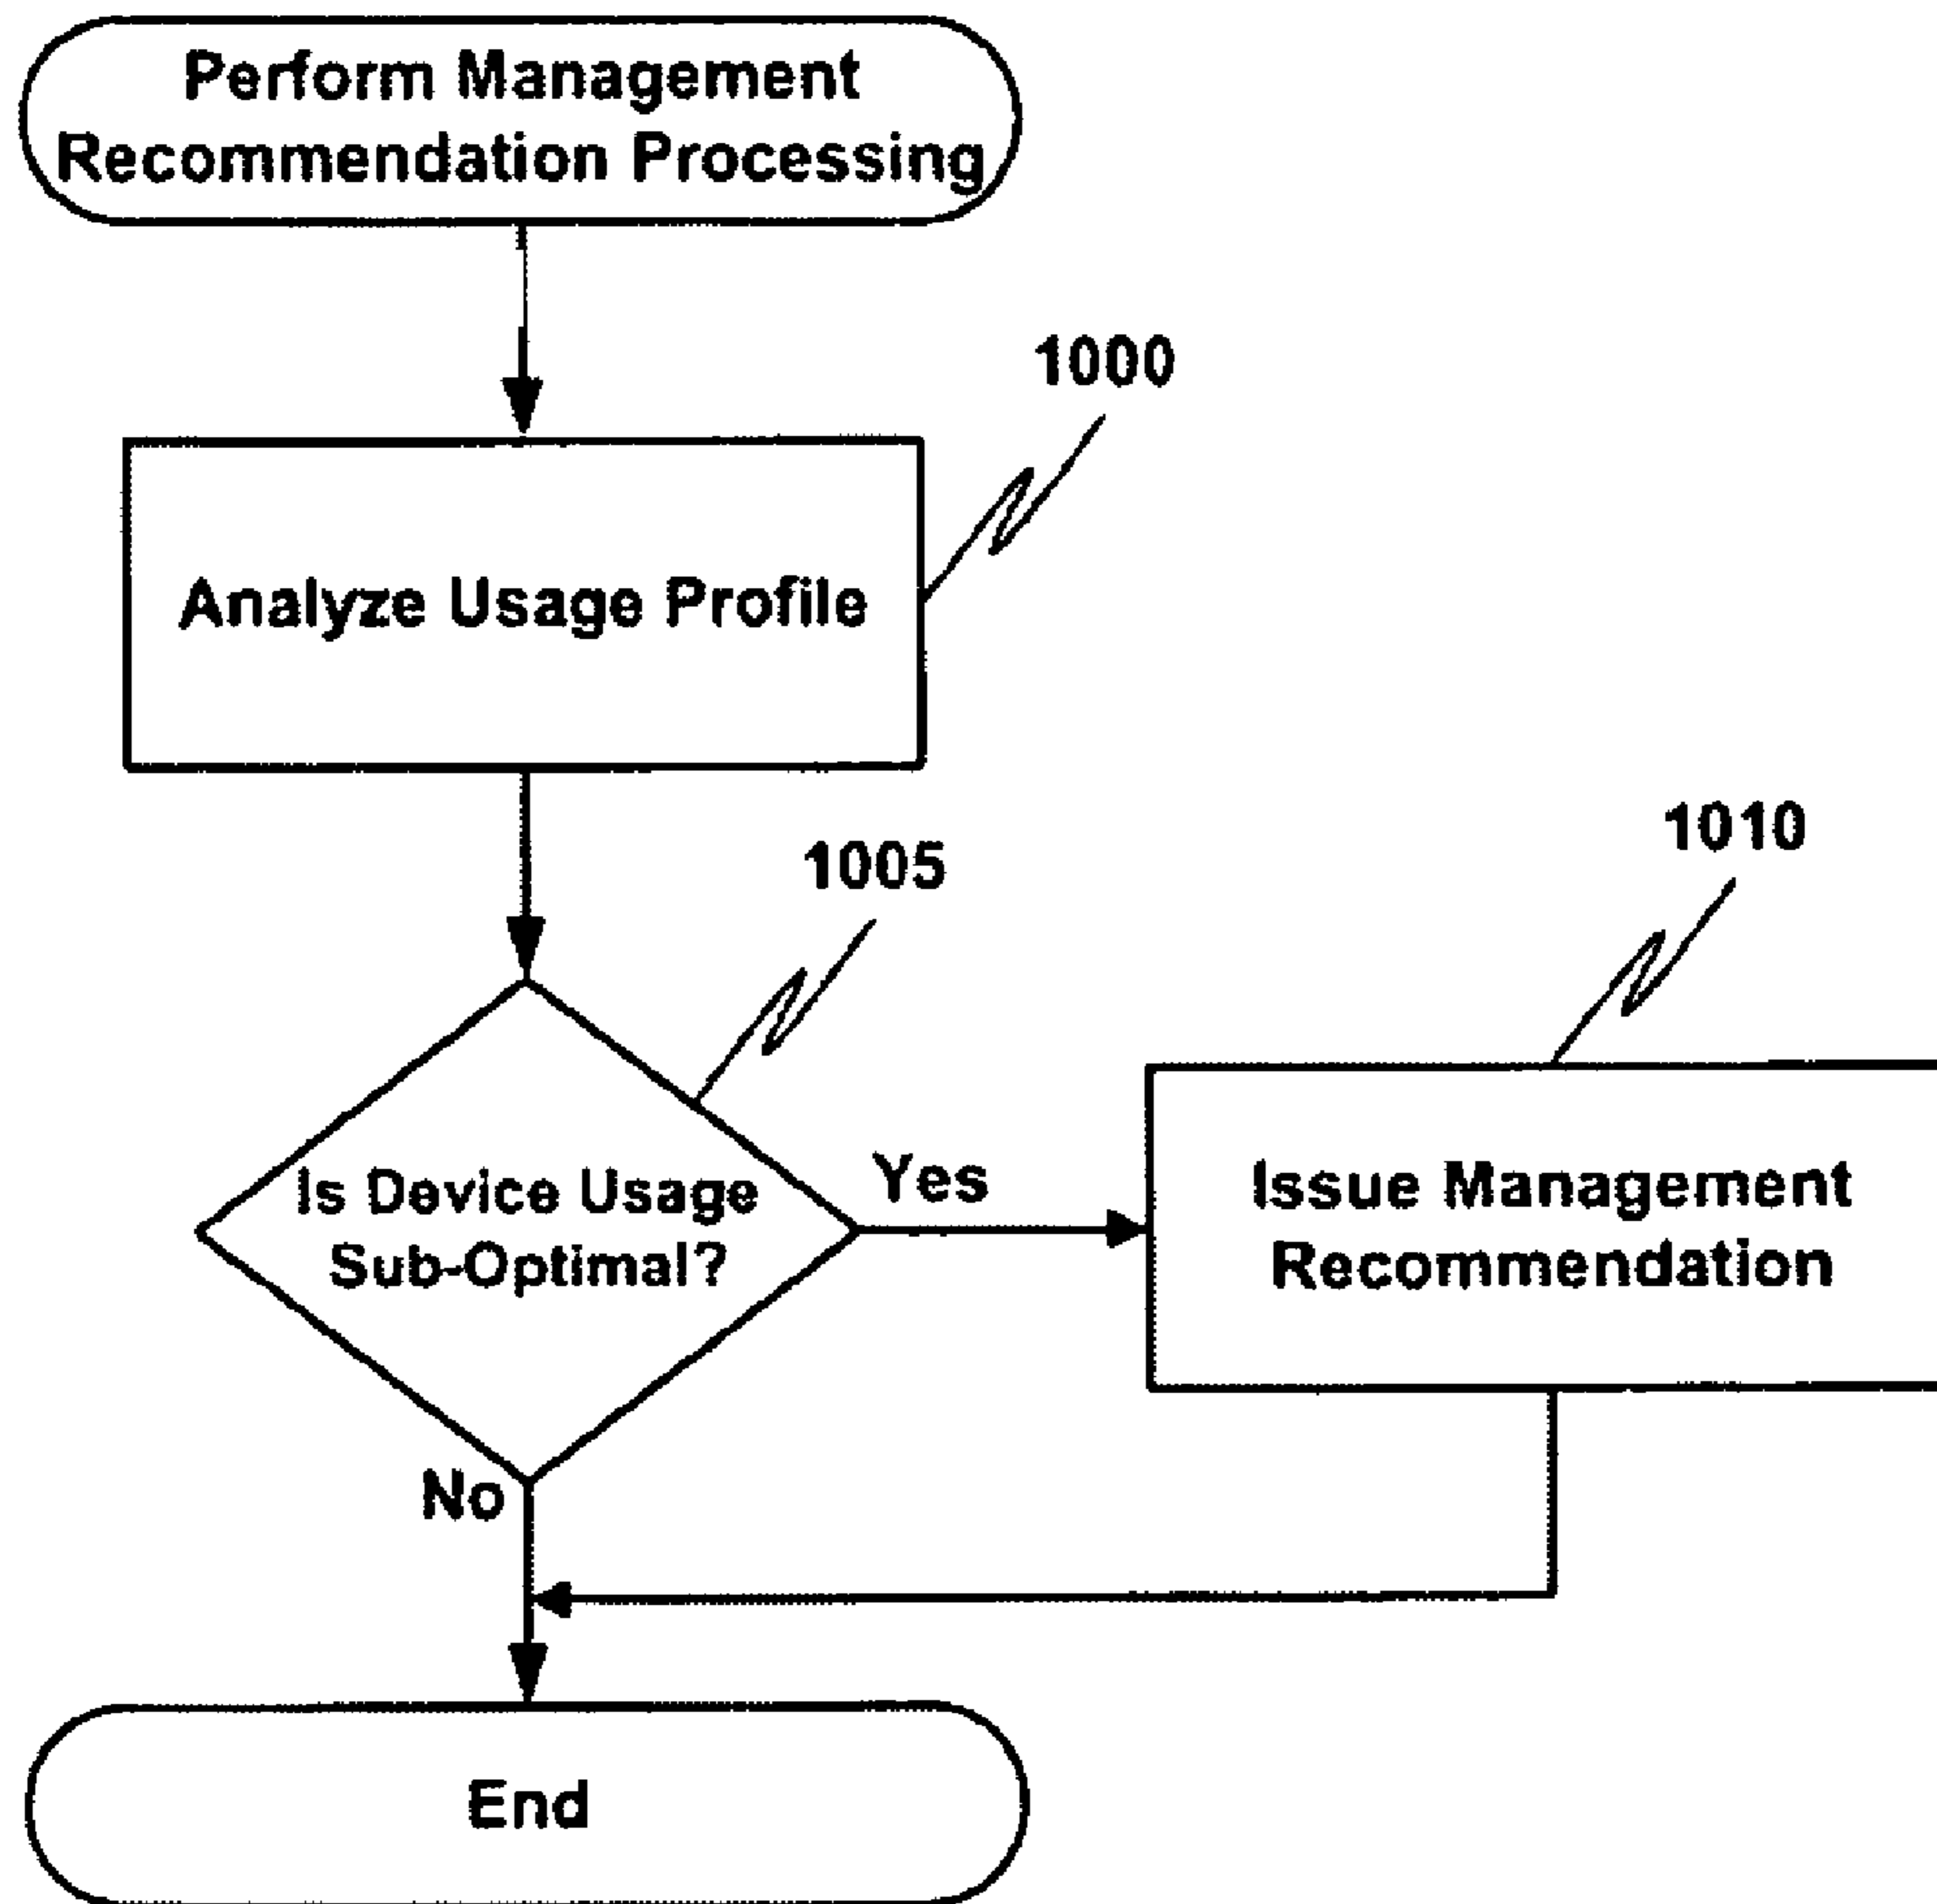 Perform Management
Recommendation Processing
1000
Analyze Usage Profile
1005
1010
Is Device Usage
Sub-Optimal?
Yes
Issue Management
Recommendation
No
End